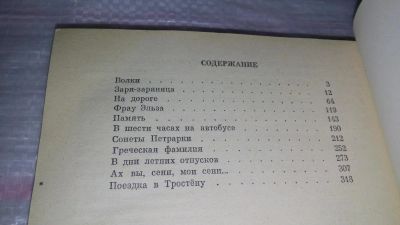 СОДЕРЖАНИЕ
Волки . . . . . . . . . . . . . 3
Заря-заряница . . . . . . . . . . 12
На дороге . . . . . . . . . . . 64
Фрау Эльза . . . . . . . . . . . 119
Память . . . . . . . . . . . . 143
В шести часах на автобусе . . . . . . 190
Сонеты Петрарки . . . . . . . . . 212
Греческая фамилия . . . . . . . . 252
В дни летних отпусков . . . . . . . 273
Ах вы, сени, мои сени... . . . . . . . 307
Поездка в Тростёну . . . . . . . . 318